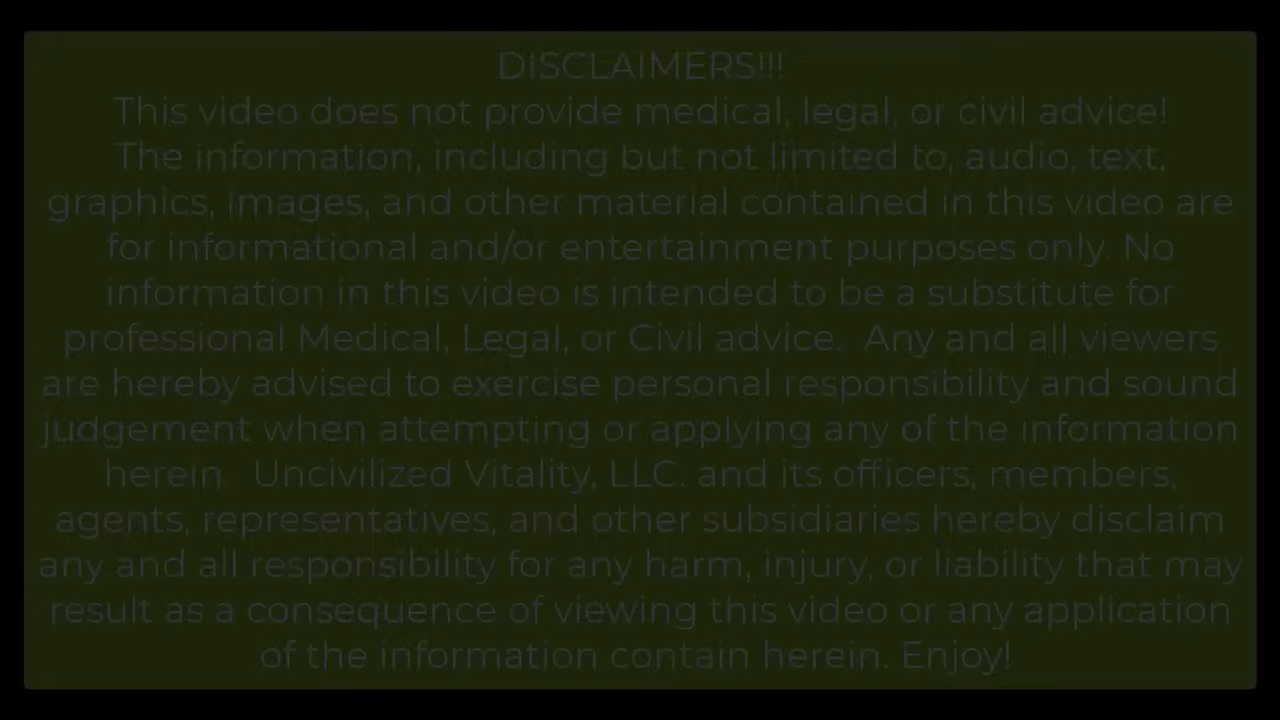 DISCLAIMERS!!!
This video does not provide medical, legal, or civil advice!
The information, including but not limited to, audio, text,
graphics, images, and other material contained in this video are
for informational and/or entertainment purposes only. No
information in this video is intended to be a substitute for
professional Medical, Legal, or Civil advice.  Any and all viewers
are hereby advised to exercise personal responsibility and sound
judgement when attempting or applying any of the information
herein.  Uncivilized Vitality, LLC. and its officers, members,
agents, representatives, and other subsidiaries hereby disclaim
any and all responsibility for any harm, injury, or liability that may
result as a consequence of viewing this video or any application
of the information contain herein. Enjoy!